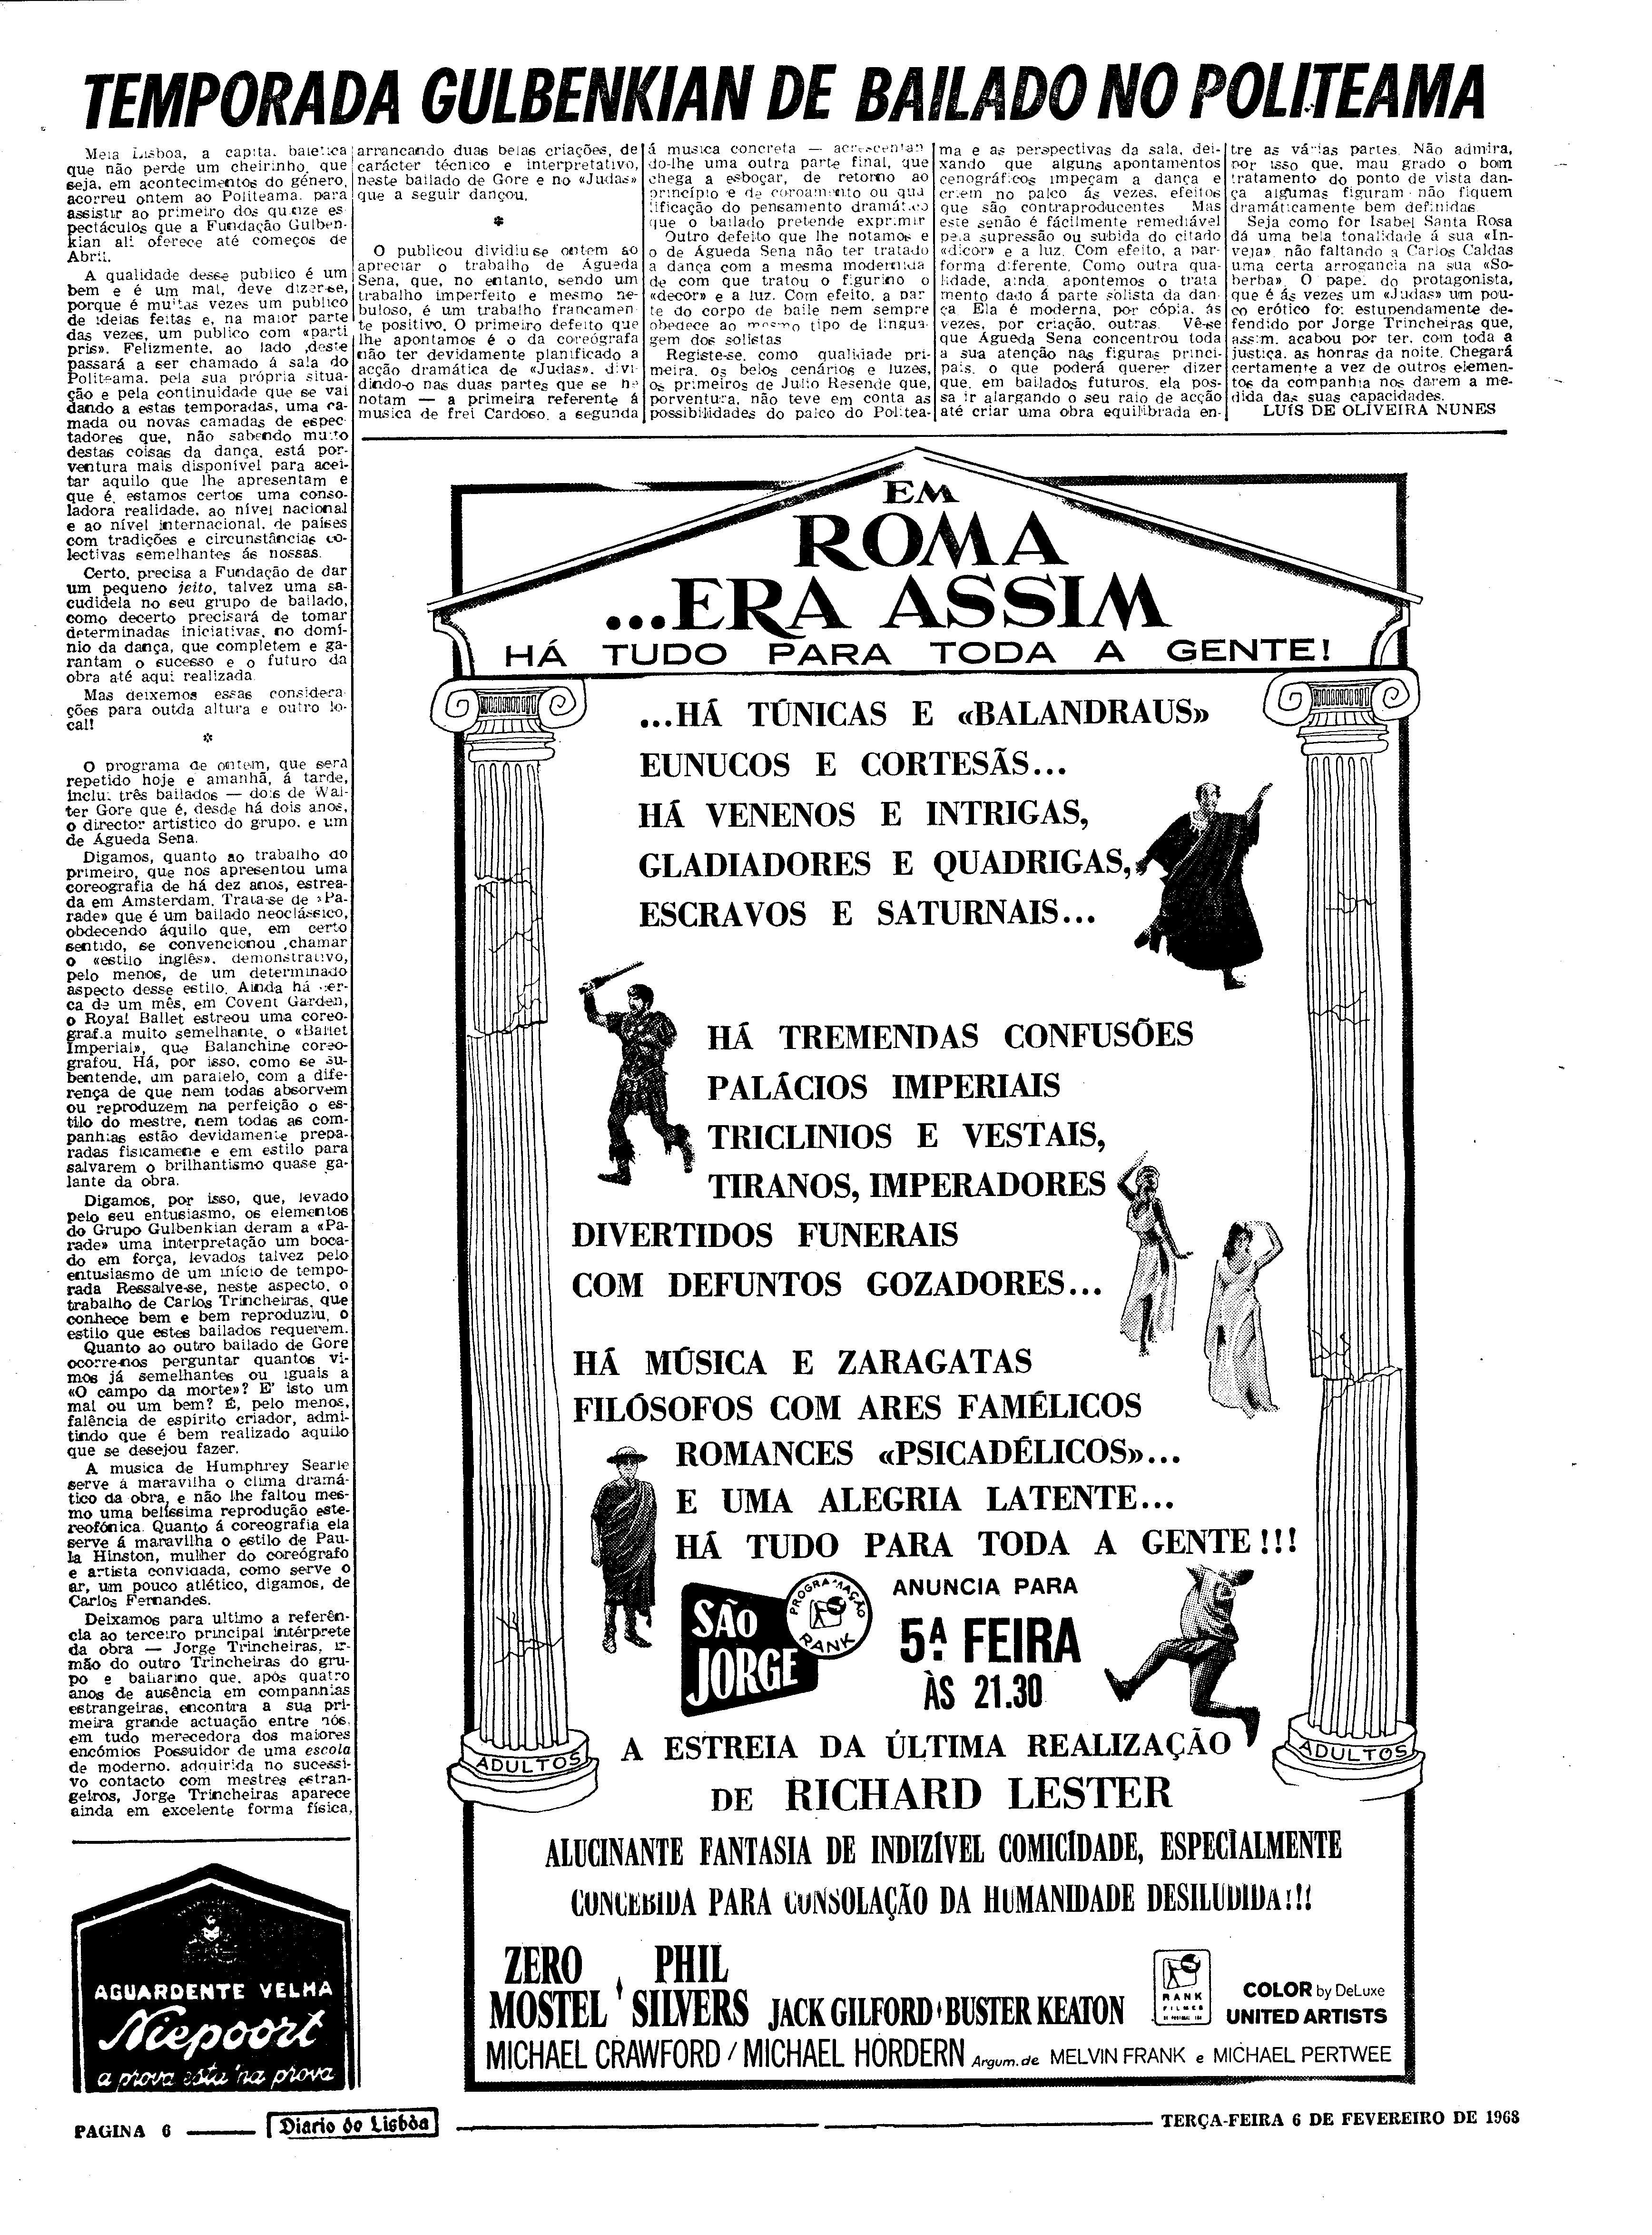 TEMPORADA GULBENKIAN DE BAILADO NO POLITEAMA
Meia Lisboa, a capital baletica
que não perde um cheirinho, que
seja, em acontecimentos do género,
acorreu ontem ao Politeama, para
assistir ao primeiro dos quinze es-
pectáculos que a Fundação Gulben-
kian ali oferece até começos de
Abril.
A qualidade desse publico é um
bem e é um mal, deve dizer-se,
porque é muitas vezes um publico
de ideias feitas e, na maior parte
das vezes, um publico com «parti
pris». Felizmente, ao lado deste
passará a ser chamado á sala do
Politeama, pela sua própria situa-
ção e pela continuidade que se vai
dando a estas temporadas, uma ca-
mada ou novas camadas de espec-
tadores que, não sabendo muito
destas coisas da dança, está por-
ventura mais disponível para acei-
tar aquilo que lhe apresentam e
que é, estamos certos uma conso-
ladora realidade, ao nível nacional
e ao nível internacional, de países
com tradições e circunstâncias co-
lectivas semelhantes ás nossas.
Certo, precisa a Fundação de dar
um pequeno jeito, talvez uma sa-
cudidela no seu grupo de bailado,
como decerto precisará de tomar
determinadas iniciativas, no domí-
nio da dança, que completem e ga-
rantam o sucesso e o futuro da
obra até aqui realizada.
Mas deixemos essas considera-
ções para outda altura e outro lo-
cal!
*
O programa de ontem, que será
repetido hoje e amanhã, á tarde,
inclui três bailados — dois de Wal-
ter Gore que é, desde há dois anos,
o director artistico do grupo, e um
de Águeda Sena.
Digamos, quanto ao trabalho do
primeiro, que nos apresentou uma
coreografia de há dez anos, estrea-
da em Amsterdam. Trata-se de «Pa-
rade» que é um bailado neoclássico,
obdecendo áquilo que, em certo
sentido, se convencionou chamar
o «estilo inglês», demonstrativo,
pelo menos, de um determinado
aspecto desse estilo. Ainda há cer-
ca de um mês, em Covent Garden,
o Royal Ballet estreou uma coreo-
grafia muito semelhante, o «Ballet
Imperial», que Balanchine coreo-
grafou. Há, por isso, como se su-
bentende, um paralelo, com a dife-
rença de que nem todas absorvem
ou reproduzem na perfeição o es-
tilo do mestre, nem todas as com-
panhias estão devidamente prepa-
radas fisicamene e em estilo para
salvarem o brilhantismo quase ga-
lante da obra.
Digamos, por isso, que, levado
pelo seu entusiasmo, os elementos
do Grupo Gulbenkian deram a «Pa-
rade» uma interpretação um boca-
do em força, levados talvez pelo
entusiasmo de um início de tempo-
rada Ressalve-se, neste aspecto, o
trabalho de Carlos Trincheiras, que
conhece bem e bem reproduziu, o
estilo que estes bailados requerem.
Quanto ao outro bailado de Gore
ocorre-nos perguntar quantos vi-
mos já semelhantes ou iguais a
«O campo da morte»? E' isto um
mal ou um bem? É, pelo menos,
falência de espírito criador, admi-
tindo que é bem realizado aquilo
que se desejou fazer.
A musica de Humphrey Searle
serve á maravilha o clima dramá-
tico da obra, e não lhe faltou mes-
mo uma belíssima reprodução este-
reofónica. Quanto á coreografia ela
serve á maravilha o estilo de Pau-
la Hinston, mulher do coreógrafo
e artista convidada, como serve o
ar, um pouco atlético, digamos, de
Carlos Fernandes.
Deixamos para ultimo a referên-
cia ao terceiro principal intérprete
da obra — Jorge Trincheiras, ir-
mão do outro Trincheiras do gru-
po e bailarino que, após quatro
anos de ausência em companhias
estrangeiras, encontra a sua pri-
meira grande actuação entre nós,
em tudo merecedora dos maiores
encómios Possuidor de uma escola
de moderno, adquirida no sucessi-
vo contacto com mestres estran-
geiros, Jorge Trincheiras aparece
ainda em excelente forma física,
arrancando duas belas criações, de
carácter técnico e interpretativo,
neste bailado de Gore e no «Judas»
que a seguir dançou.
*
O publicou dividiu se ontem ao
apreciar o trabalho de Águeda
Sena, que, no entanto, sendo um
trabalho imperfeito e mesmo ne-
buloso, é um trabalho francamen-
te positivo. O primeiro defeito que
lhe apontamos é o da coreógrafa
não ter devidamente planificado a
acção dramática de «Judas», divi
dindo-o nas duas partes que se he
notam — a primeira referente á
musica de frei Cardoso, a segunda
á musica concreta — acrescentan
do-lhe uma outra parte final, que
chega a esboçar, de retorno ao
princípio e de coroamento ou qua
lificação do pensamento dramático
que o bailado pretende exprimir
Outro defeito que lhe notamos e
o de Águeda Sena não ter tratado
a dança com a mesma modernida
de com que tratou o figurino o
«decor» e a luz. Com efeito, a par
te do corpo de baile nem sempre
obedece ao mesmo tipo de lingua
gem dos solistas
Registe-se, como qualidade pri-
meira, os belos cenários e luzes,
os primeiros de Julio Resende que,
porventura, não teve em conta as
possibilidades do palco do Politea-
ma e as perspectivas da sala, dei-
xando que alguns apontamentos
cenográficos impeçam a dança e
criem no palco ás vezes, efeitos
que são contraproducentes Mas
este senão é fácilmente remediável
pela supressão ou subida do citado
«dicor» e a luz. Com efeito, a par-
forma diferente. Como outra qua-
lidade, ainda, apontemos o trata
mento dado á parte solista da dan-
ça Ela é moderna, por cópia, ás
vezes, por criação, outras. Vê-se
que Águeda Sena concentrou toda
a sua atenção nas figuras princi-
pais, o que poderá querer dizer
que, em bailados futuros, ela pos-
sa ir alargando o seu raio de acção
até criar uma obra equilibrada en-
tre as várias partes. Não admira,
por isso que, mau grado o bom
tratamento do ponto de vista dan-
ça algumas figuram não fiquem
dramáticamente bem definidas
Seja como for Isabel Santa Rosa
dá uma bela tonalidade á sua «In-
veja», não faltando a Carlos Caldas
uma certa arrogancia na sua «So-
berba». O papel do protagonista,
que é ás vezes um «Judas» um pou-
co erótico foi estupendamente de-
fendido por Jorge Trincheiras que,
assim, acabou por ter, com toda a
justiça, as honras da noite. Chegará
certamente a vez de outros elemen-
tos da companhia nos darem a me-
dida das suas capacidades.
LUÍS DE OLIVEIRA NUNES
EM
ROMA
...ERA ASSIM
HÁ TUDO PARA TODA A GENTE!
...HÁ TÚNICAS E «BALANDRAUS»
EUNUCOS E CORTESÃS...
HÁ VENENOS E INTRIGAS,
GLADIADORES E QUADRIGAS,
ESCRAVOS E SATURNAIS...
HÁ TREMENDAS CONFUSÕES
PALÁCIOS IMPERIAIS
TRICLINIOS E VESTAIS,
TIRANOS, IMPERADORES
DIVERTIDOS FUNERAIS
COM DEFUNTOS GOZADORES...
HÁ MÚSICA E ZARAGATAS
FILÓSOFOS COM ARES FAMÉLICOS
ROMANCES «PSICADÉLICOS»...
E UMA ALEGRIA LATENTE...
HÁ TUDO PARA TODA A GENTE!!!
SÃO
JORGE
PROGRAMAÇÃO
RANK
ANUNCIA PARA
5ª FEIRA
ÀS 21.30
ADULTOS
ADULTOS
A ESTREIA DA ÚLTIMA REALIZAÇÃO
DE RICHARD LESTER
ALUCINANTE FANTASIA DE INDIZÍVEL COMICÍDADE, ESPECIALMENTE
CONCEBIDA PARA CONSOLAÇÃO DA HUMANIDADE DESILUDIDA!!!
ZERO PHIL
MOSTEL SILVERS JACK GILFORD BUSTER KEATON
MICHAEL CRAWFORD / MICHAEL HORDERN Argum. de MELVIN FRANK e MICHAEL PERTWEE
RANK
FILMES
COLOR by DeLuxe
UNITED ARTISTS
AGUARDENTE VELHA
Niepoort
a prova está na prova
PAGINA 6
Diario de Lisbôa
TERÇA-FEIRA 6 DE FEVEREIRO DE 1968